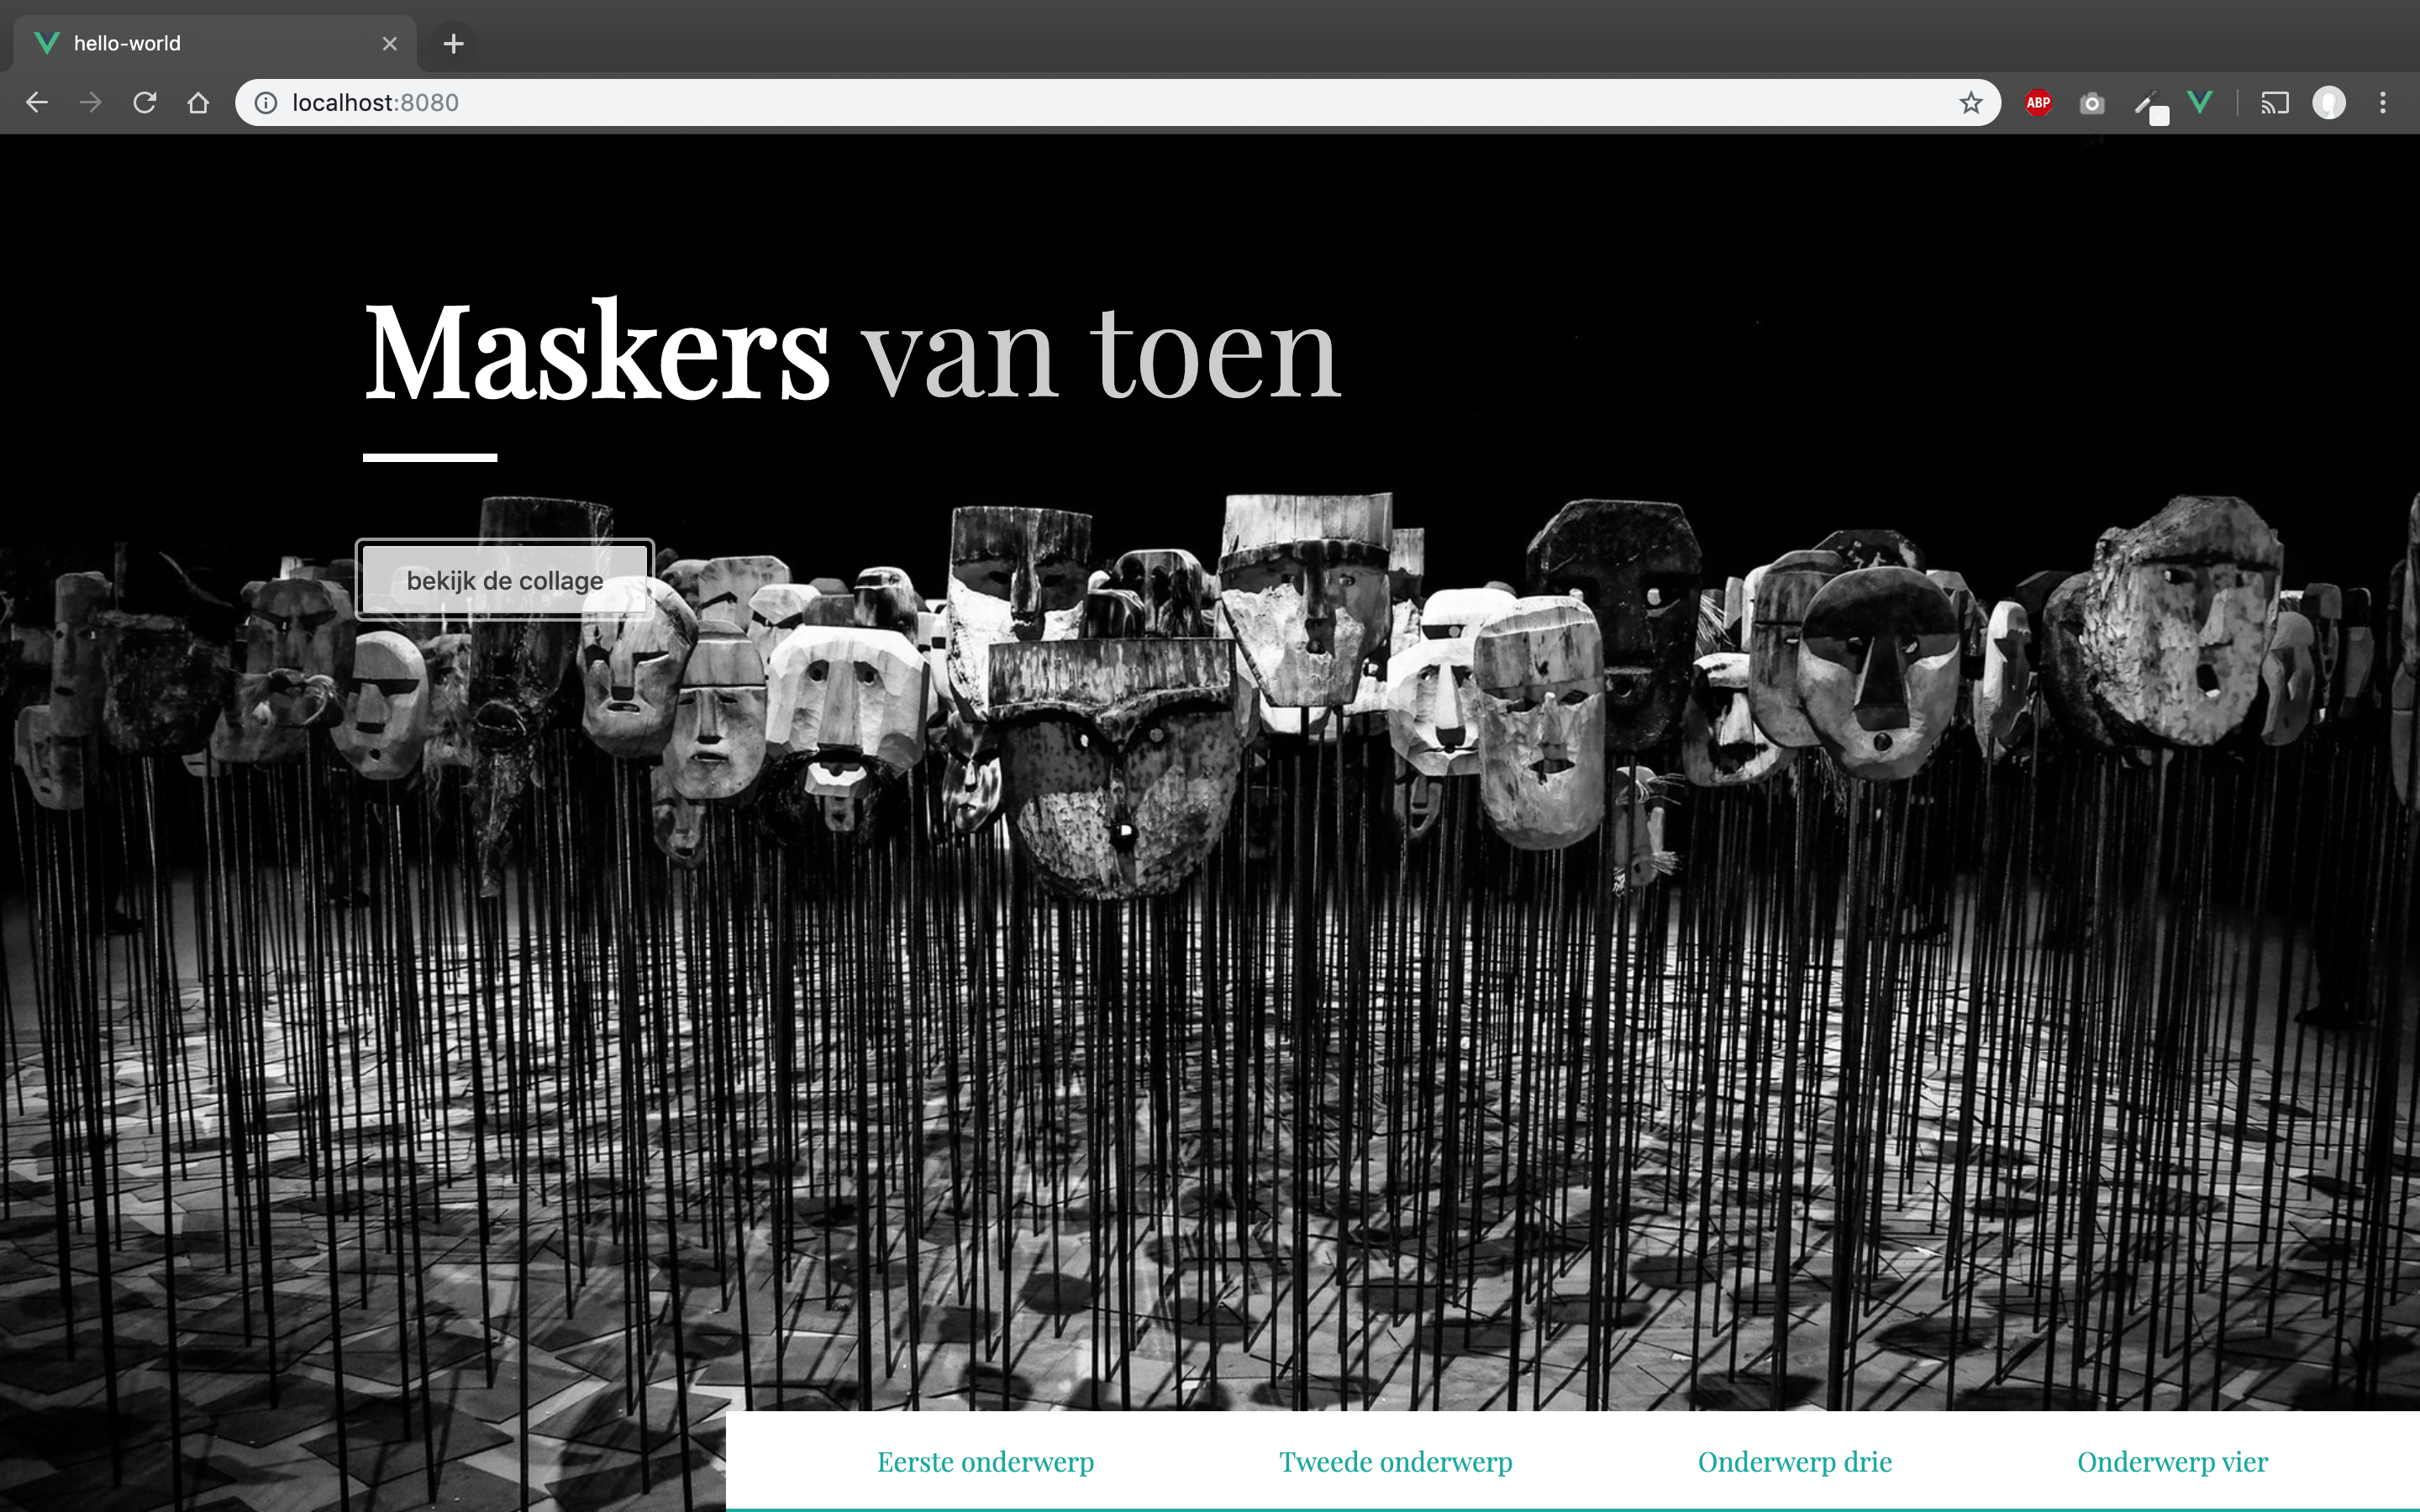 hello-world
localhost:8080
ABP
Maskers van toen
bekijk de collage
Eerste onderwerp Tweede onderwerp Onderwerp drie Onderwerp vier